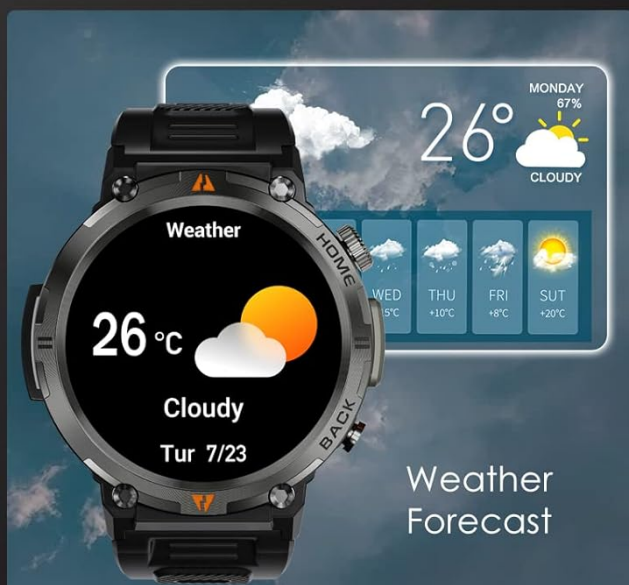 MONDAY
67%
26°
CLOUDY
Weather
HOME
26 °C
Cloudy
Tur 7/23
BACK
WED THU FRI SUT
5°C +10°C +8°C +20°C
Weather
Forecast